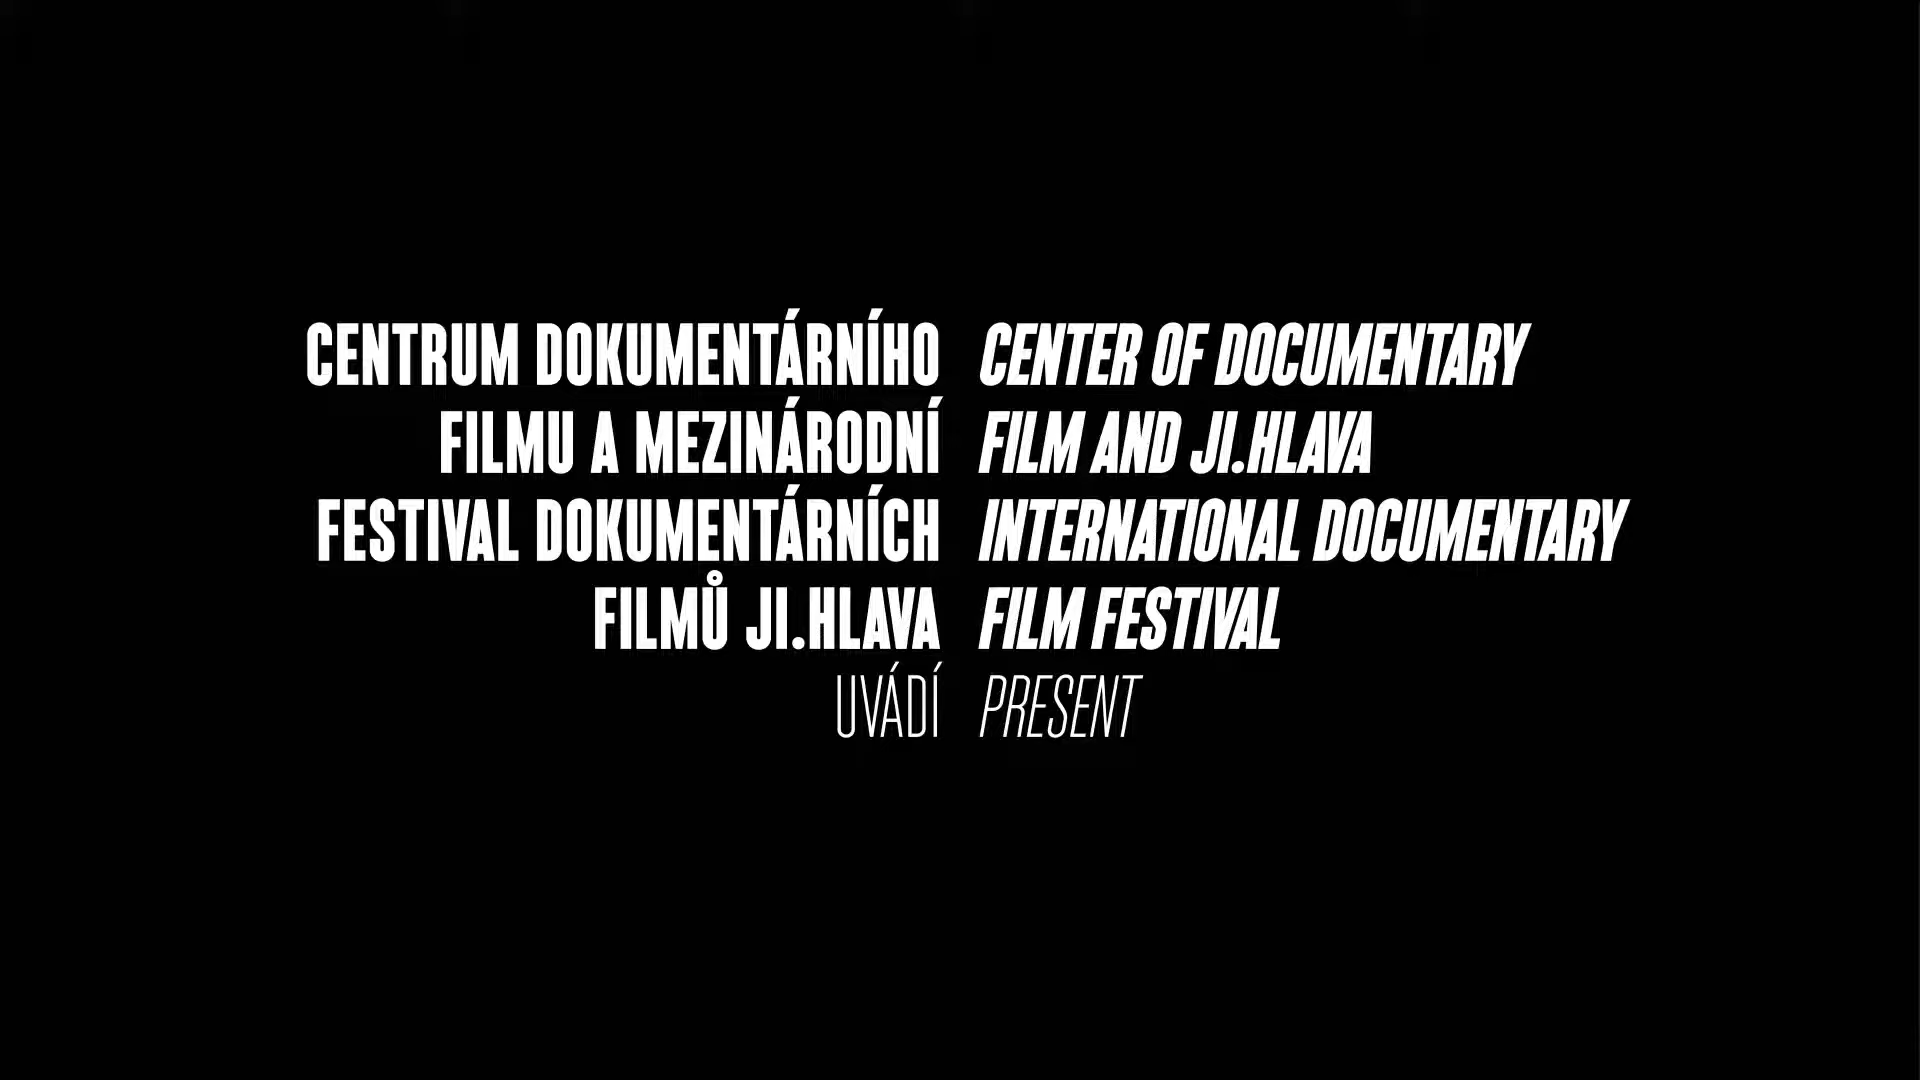 CENTRUM DOKUMENTÁRNÍHO
FILMU A MEZINÁRODNÍ
FESTIVAL DOKUMENTÁRNÍCH
FILMŮ JI.HLAVA
UVÁDÍ
CENTER OF DOCUMENTARY
FILM AND JI.HLAVA
INTERNATIONAL DOCUMENTARY
FILM FESTIVAL
PRESENT